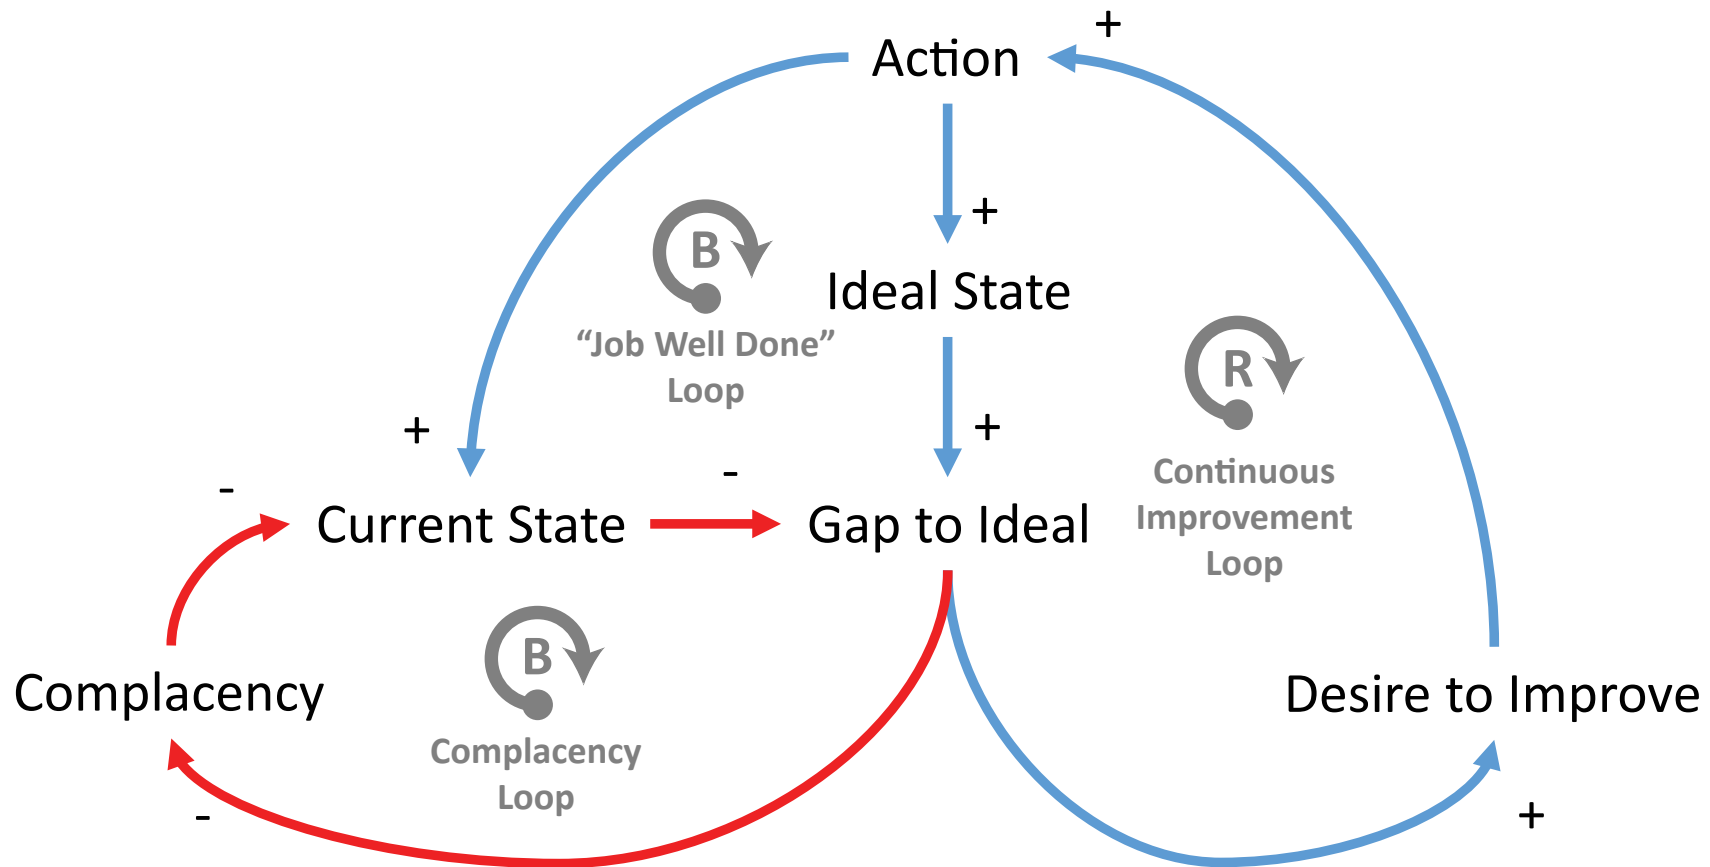 +
Action
+
B
Ideal State
“Job Well Done”
Loop
R
+
+
Continuous
Improvement
Loop
-
-
Current State
Gap to Ideal
B
Complacency
Desire to Improve
Complacency
Loop
-
+